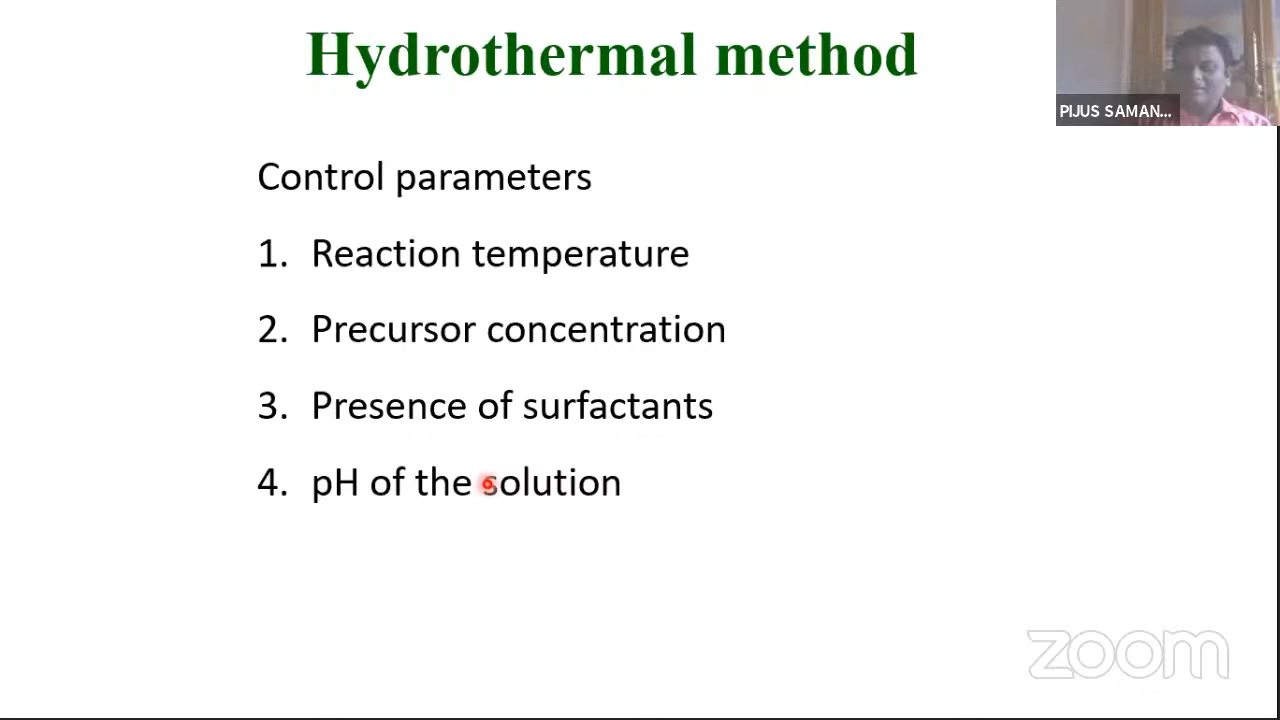 Hydrothermal method
PIJUS SAMAN...
Control parameters
1. Reaction temperature
2. Precursor concentration
3. Presence of surfactants
4. pH of the solution
zoom